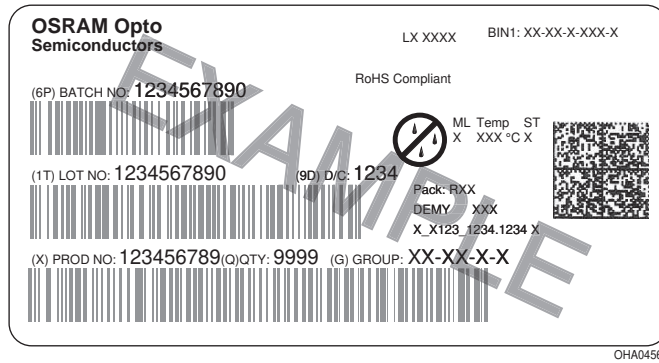 OSRAM Opto
Semiconductors
LX XXXX
BIN1: XX-XX-X-XXX-X
RoHS Compliant
(6P) BATCH NO: 1234567890
ML Temp ST
X XXX °C X
(1T) LOT NO: 1234567890 (9D) D/C: 1234
Pack: RXX
DEMY XXX
X_X123_1234.1234 X
(X) PROD NO: 123456789(Q)QTY: 9999 (G) GROUP: XX-XX-X-X
EXAMPLE
OHA0456